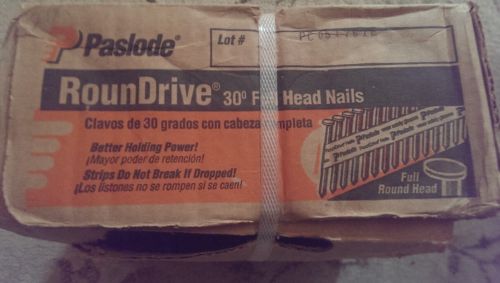 Paslode®
Lot #
RounDrive® 30° Full Head Nails
Clavos de 30 grados con cabeza completa
Better Holding Power!
¡Mayor poder de retención!
Strips Do Not Break If Dropped!
¡Los listones no se rompen si se caen!
Paslode
Full
Round Head